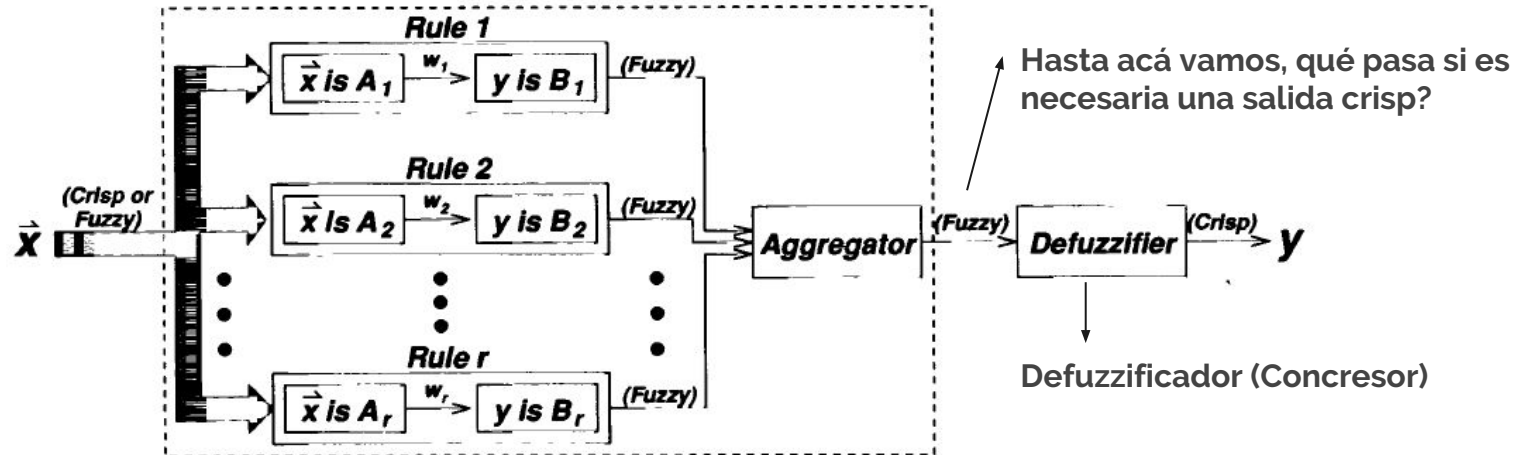 Rule 1
x is A1
w1
y is B1
(Fuzzy)
Hasta acá vamos, qué pasa si es
necesaria una salida crisp?
Rule 2
(Crisp or
Fuzzy)
x
x is A2
w2
y is B2
(Fuzzy)
Aggregator
(Fuzzy)
Defuzzifier
(Crisp)
y
Rule r
x is Ar
wr
y is Br
(Fuzzy)
Defuzzificador (Concresor)